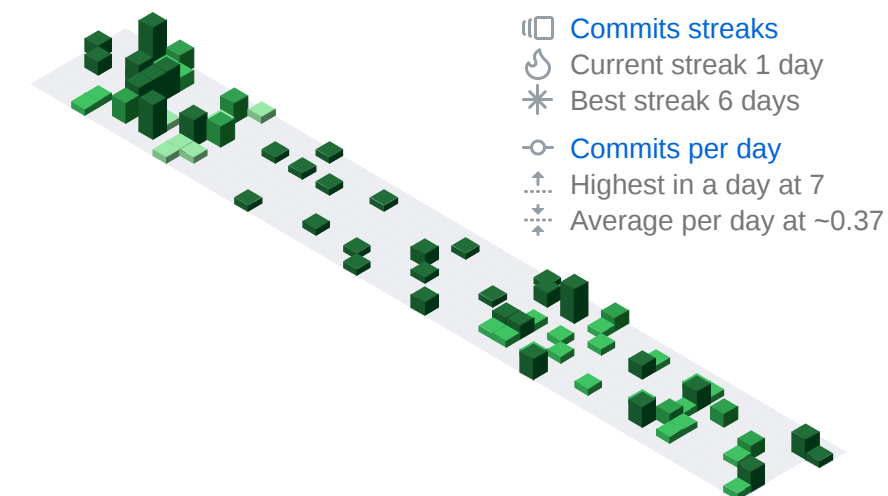 Commits streaks
Current streak 1 day
Best streak 6 days
Commits per day
Highest in a day at 7
Average per day at ~0.37